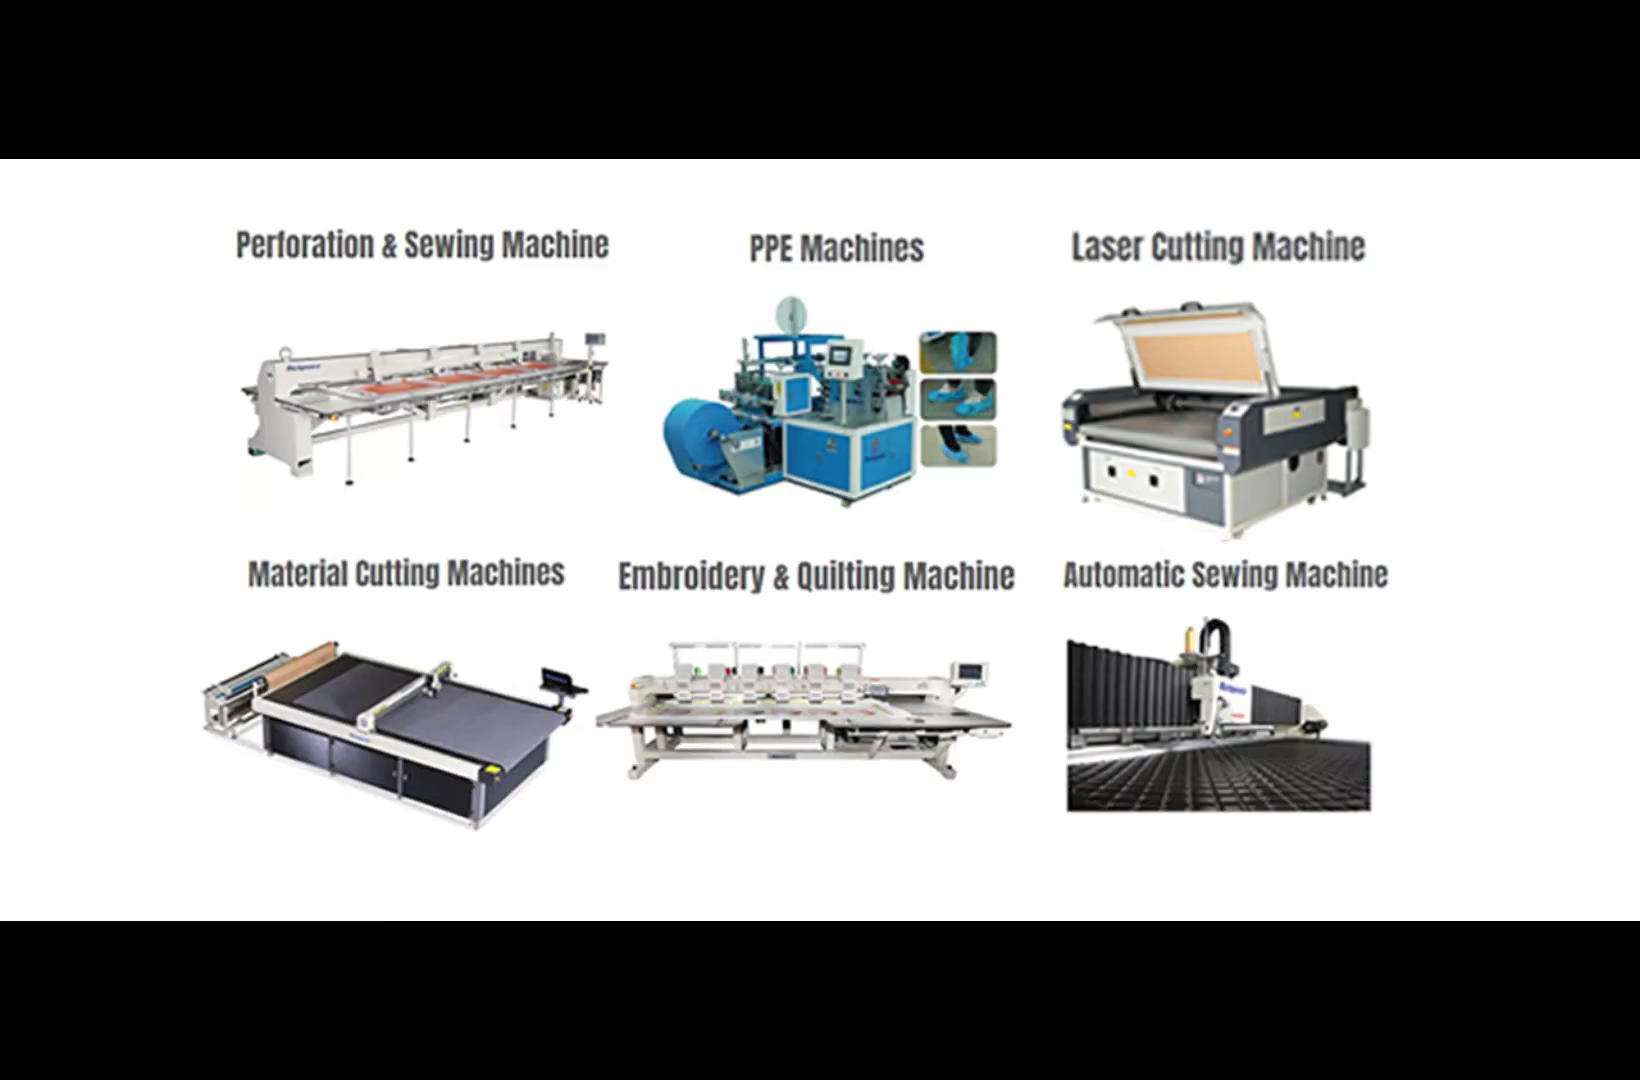 Perforation & Sewing Machine
PPE Machines
Laser Cutting Machine
Material Cutting Machines
Embroidery & Quilting Machine
Automatic Sewing Machine